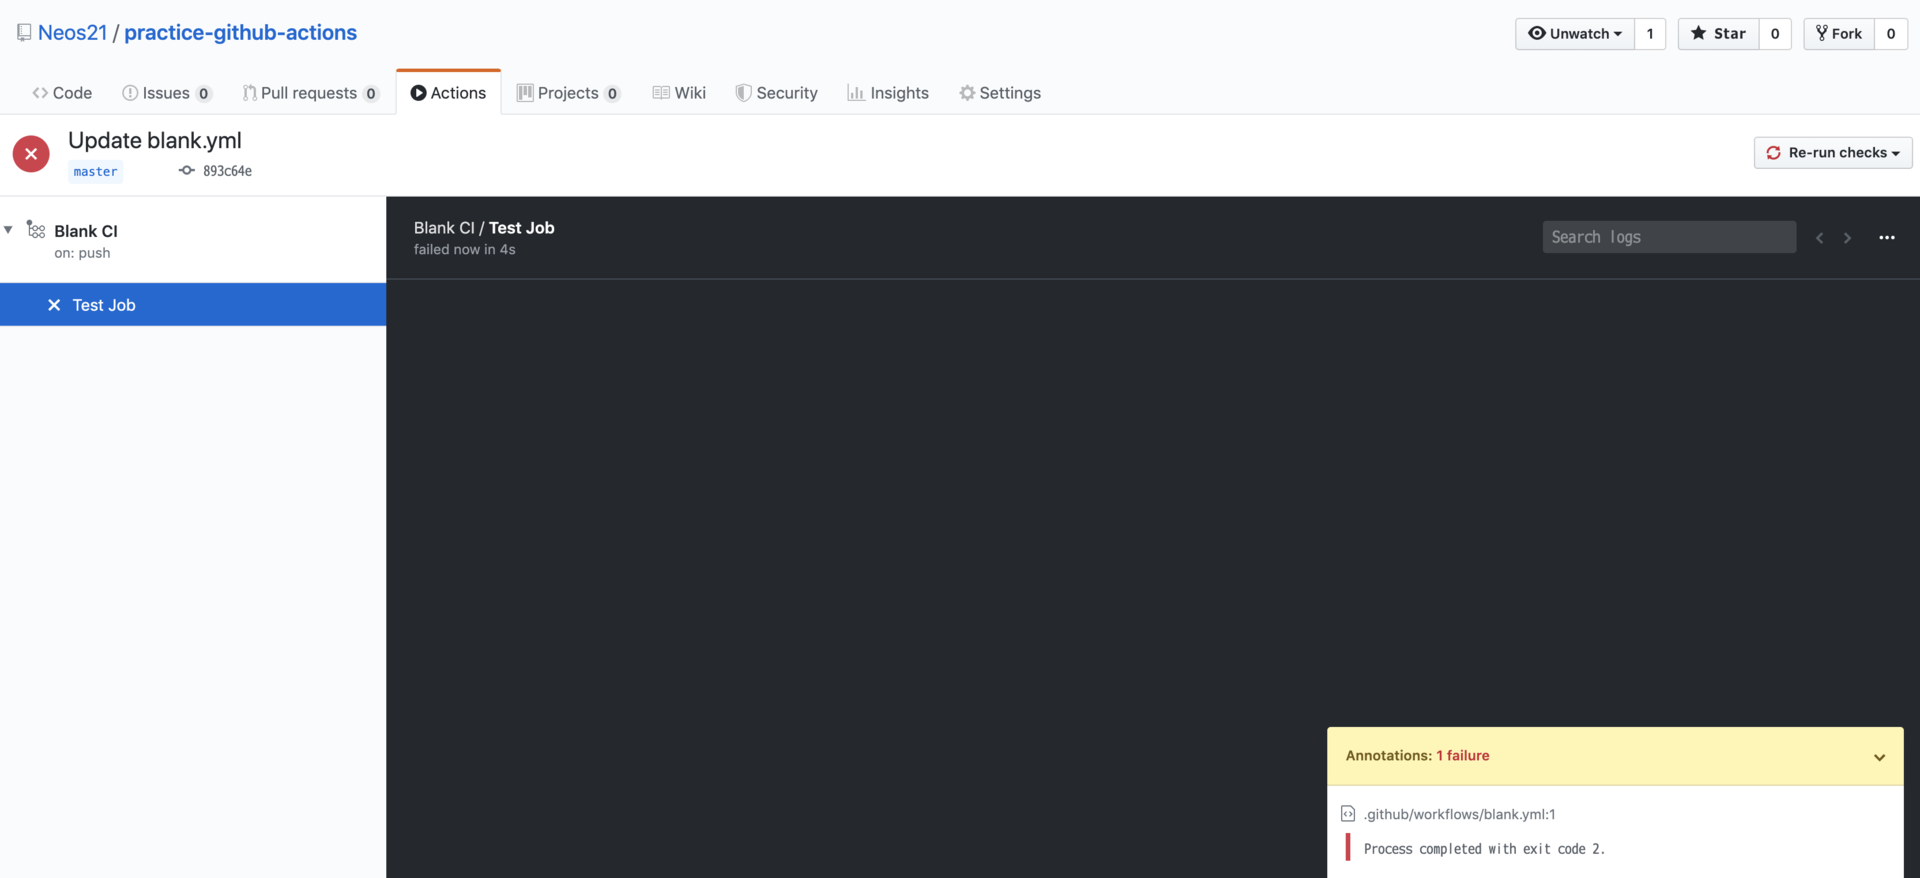 Neos21 / practice-github-actions
Unwatch 1
Star 0
Fork 0
Code
Issues 0
Pull requests 0
Actions
Projects 0
Wiki
Security
Insights
Settings
Update blank.yml
master
893c64e
Re-run checks
Blank CI
on: push
Test Job
Blank CI / Test Job
failed now in 4s
Search logs
Annotations: 1 failure
.github/workflows/blank.yml:1
Process completed with exit code 2.